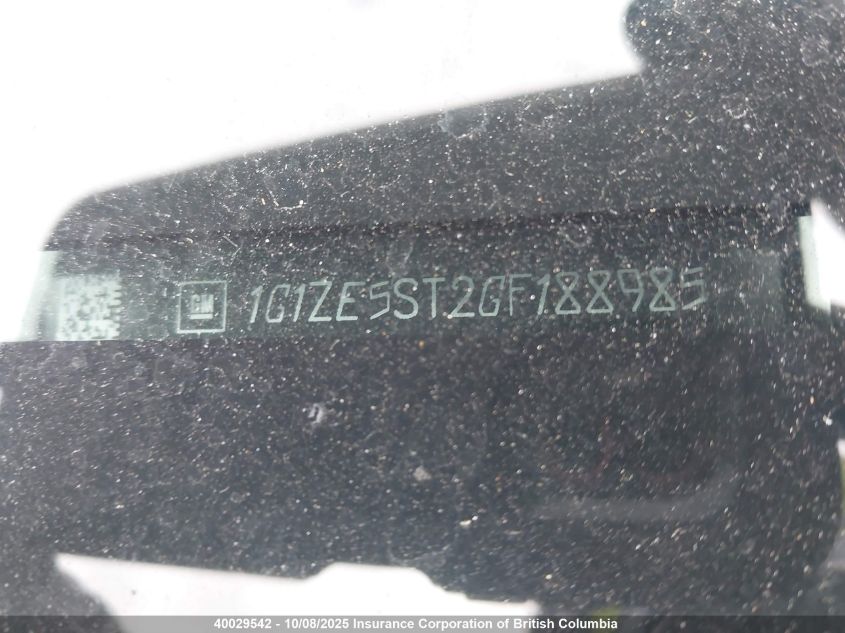 GM 1G1ZE5ST2GF188985
40029542 - 10/08/2025 Insurance Corporation of British Columbia